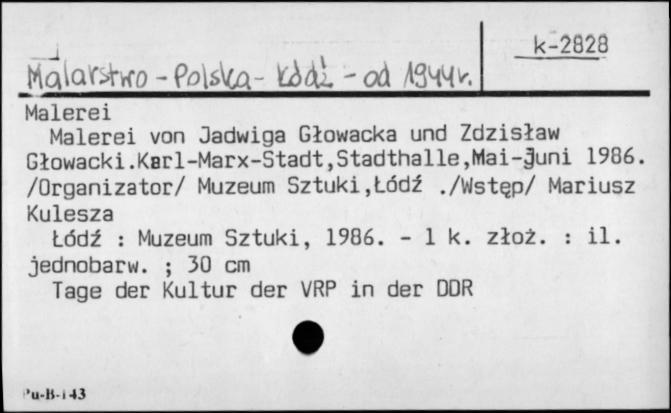 k-2828
Malarstwo - Polska - Łódź - od 1944 r.
Malerei
Malerei von Jadwiga Głowacka und Zdzisław
Głowacki.Karl-Marx-Stadt,Stadthalle,Mai-Juni 1986.
/Organizator/ Muzeum Sztuki,Łódź ./Wstęp/ Mariusz
Kulesza
Łódź : Muzeum Sztuki, 1986. - 1 k. złoż. : il.
jednobarw. ; 30 cm
Tage der Kultur der VRP in der DDR
Pu-B-143